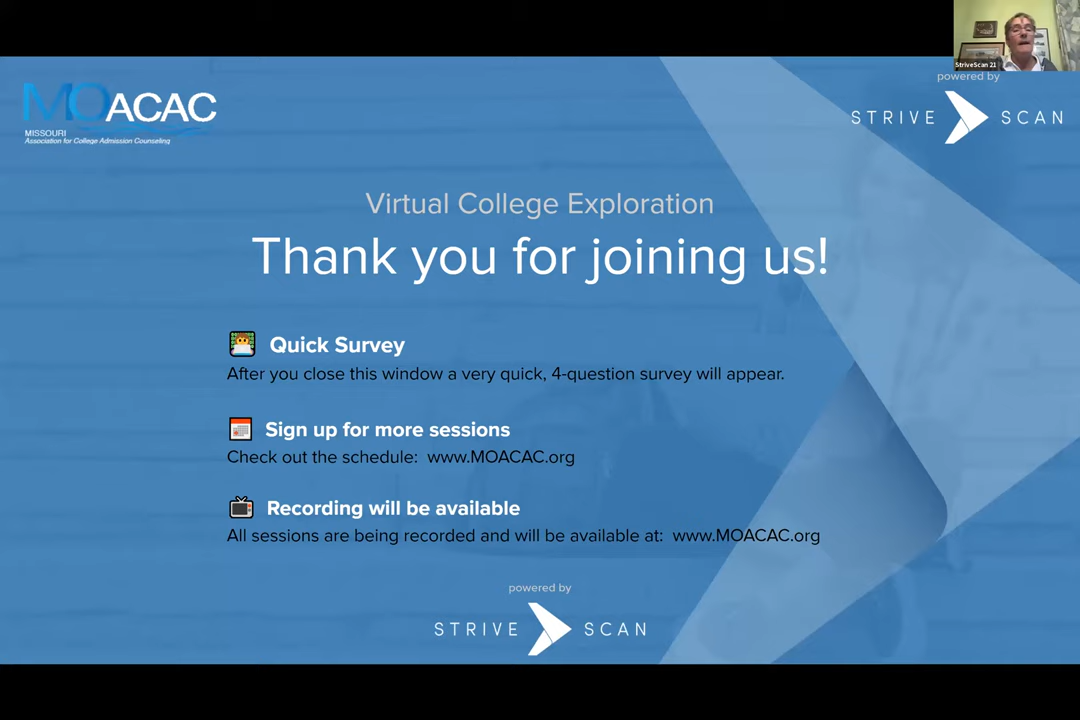 StriveScan 21
MOACAC
MISSOURI
Association for College Admission Counseling
powered by
STRIVE SCAN
Virtual College Exploration
Thank you for joining us!
Quick Survey
After you close this window a very quick, 4-question survey will appear.
Sign up for more sessions
Check out the schedule: www.MOACAC.org
Recording will be available
All sessions are being recorded and will be available at: www.MOACAC.org
powered by
STRIVE SCAN